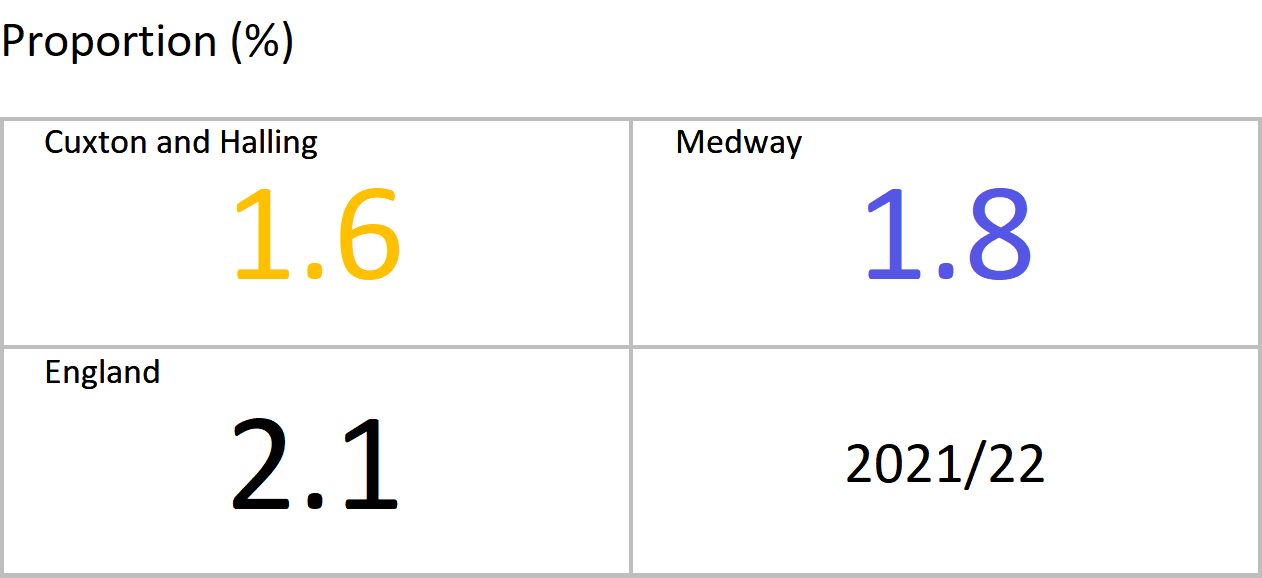 Proportion (%)
Cuxton and Halling
1.6
Medway
1.8
England
2.1
2021/22